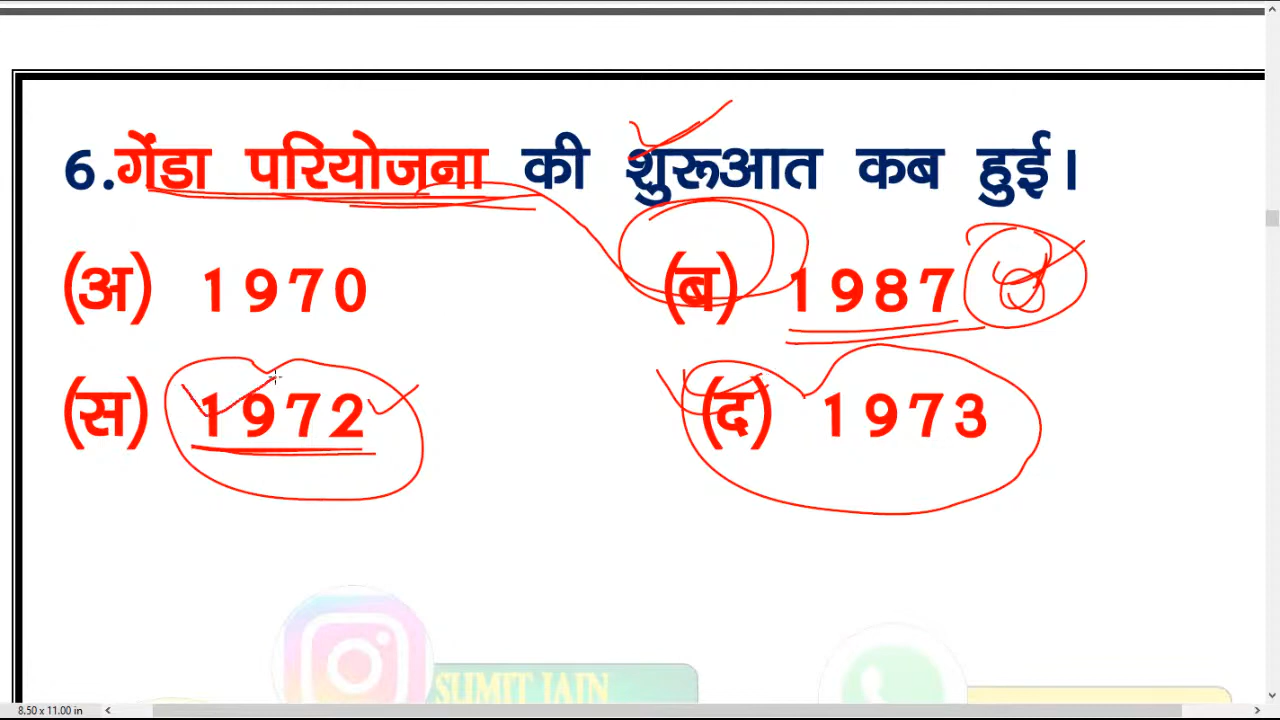 6.गेंडा परियोजना की शुरूआत कब हुई।
(अ) 1970 (ब) 1987
(स) 1972 (द) 1973
SUMIT JAIN
8.50 x 11.00 in